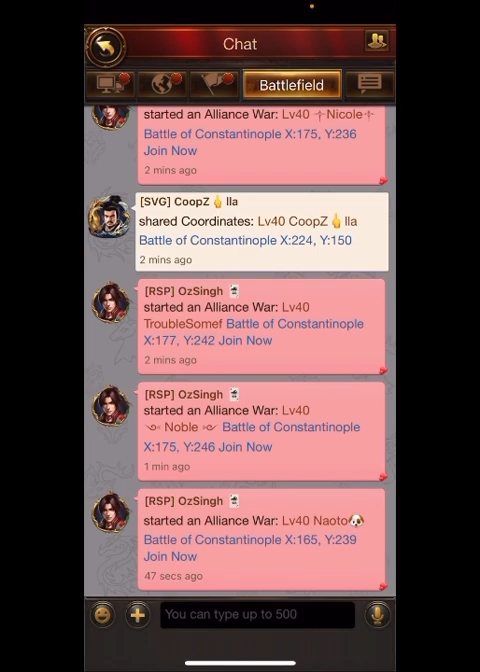 Chat
Battlefield
started an Alliance War: Lv40 ༒Nicole༒
Battle of Constantinople X:175, Y:236
Join Now
2 mins ago
[SVG] CoopZ🖕lla
shared Coordinates: Lv40 CoopZ🖕lla
Battle of Constantinople X:224, Y:150
2 mins ago
[RSP] OzSingh 🃏
started an Alliance War: Lv40
TroubleSomef Battle of Constantinople
X:177, Y:242 Join Now
2 mins ago
[RSP] OzSingh 🃏
started an Alliance War: Lv40
Noble Battle of Constantinople
X:175, Y:246 Join Now
1 min ago
[RSP] OzSingh 🃏
started an Alliance War: Lv40 Naoto🐶
Battle of Constantinople X:165, Y:239
Join Now
47 secs ago
You can type up to 500